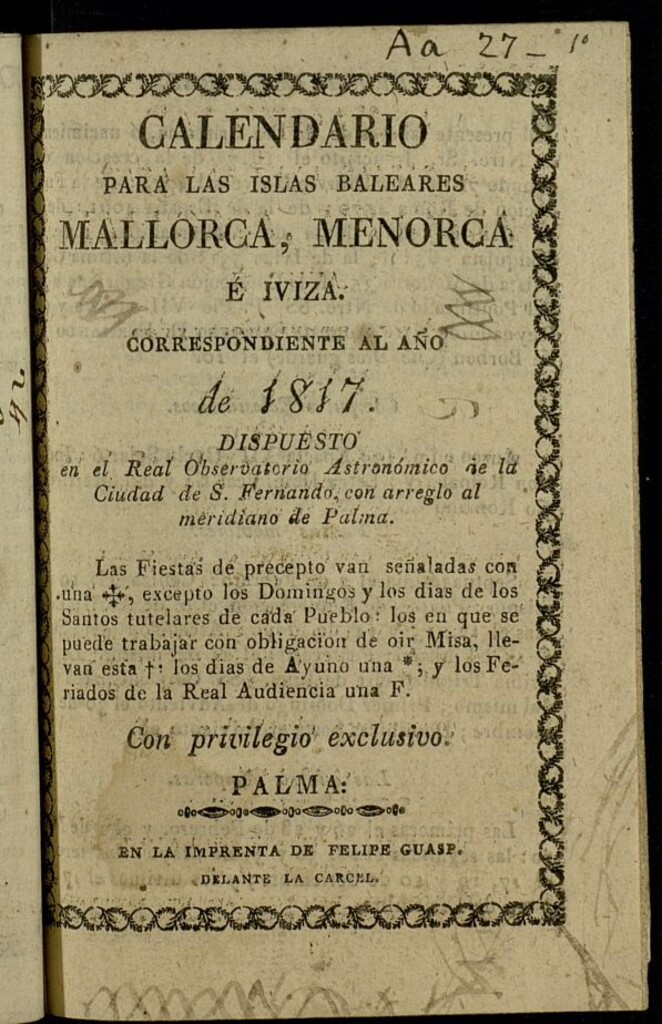 Aa 27-1º
CALENDARIO
PARA LAS ISLAS BALEARES
MALLORCA, MENORCA
É IVIZA.
CORRESPONDIENTE AL AÑO
de 1817.
DISPUESTO
en el Real Observatorio Astronómico de la
Ciudad de S. Fernando, con arreglo al
meridiano de Palma.
Las Fiestas de precepto van señaladas con
una ✠, excepto los Domingos y los dias de los
Santos tutelares de cada Pueblo: los en que se
puede trabajar con obligacion de oir Misa, lle-
van esta †: los dias de Ayuno una *; y los Fe-
riados de la Real Audiencia una F.
Con privilegio exclusivo.
PALMA:
EN LA IMPRENTA DE FELIPE GUASP.
DELANTE LA CARCEL.